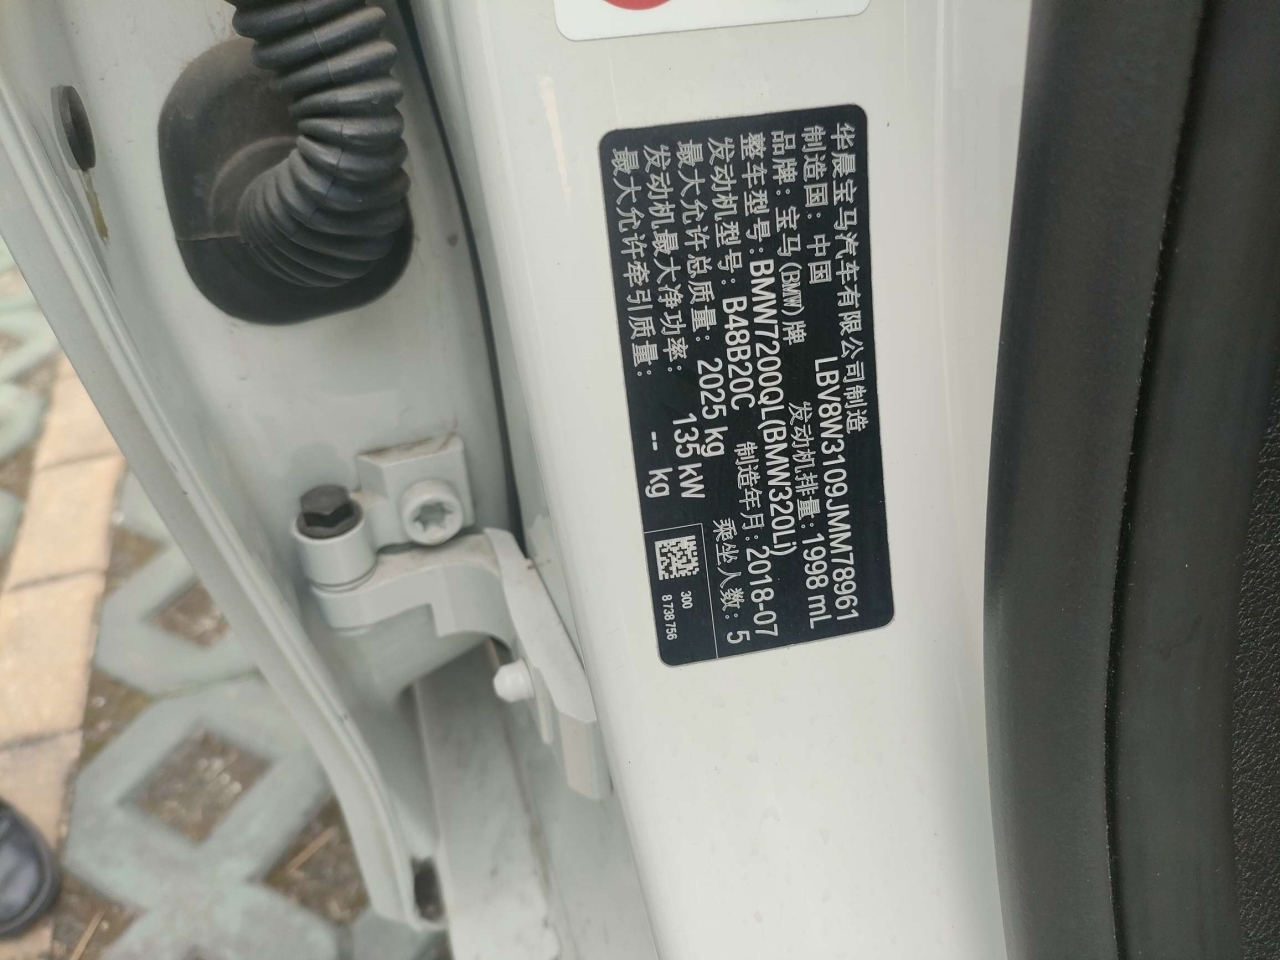 华晨宝马汽车有限公司制造
制造国：中国 LBV8W3109JMM78961
品牌：宝马(BMW)牌 发动机排量：1998 mL
整车型号：BMW7200QL(BMW320Li)
发动机型号：B48B20C 制造年月：2018-07
最大允许总质量：2025 kg 乘坐人数：5
发动机最大净功率： 135 kW
最大允许牵引质量： -- kg
300
8 738 756